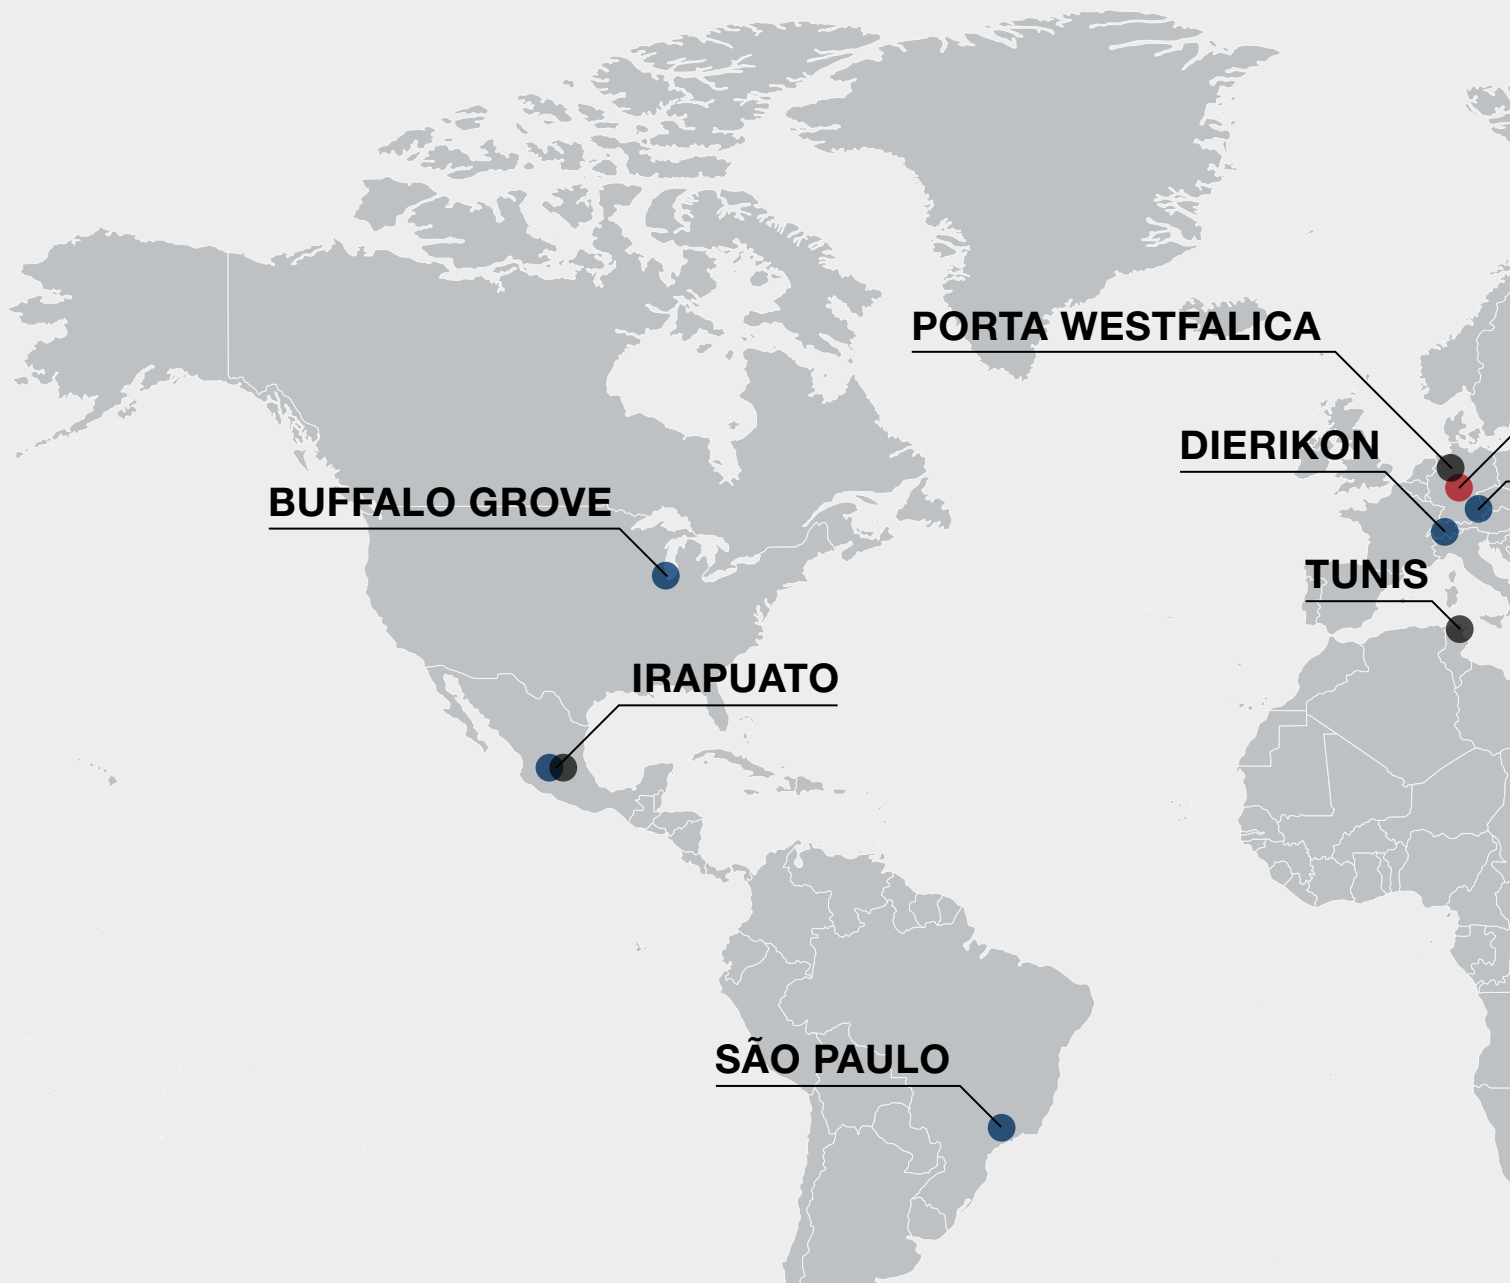 PORTA WESTFALICA
DIERIKON
BUFFALO GROVE
TUNIS
IRAPUATO
SÃO PAULO